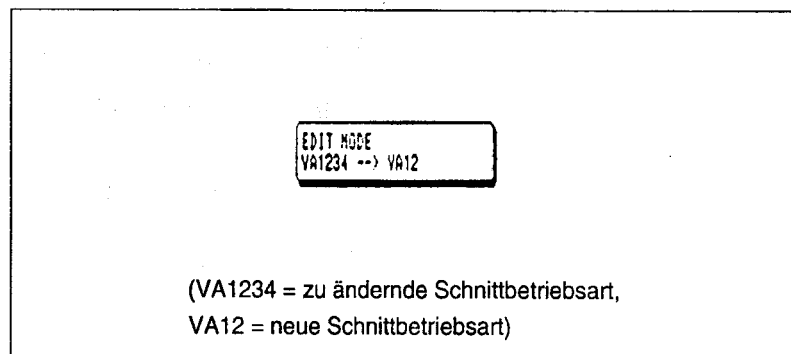 EDIT MODE
VA1234 --> VA12
(VA1234 = zu ändernde Schnittbetriebsart,
VA12 = neue Schnittbetriebsart)